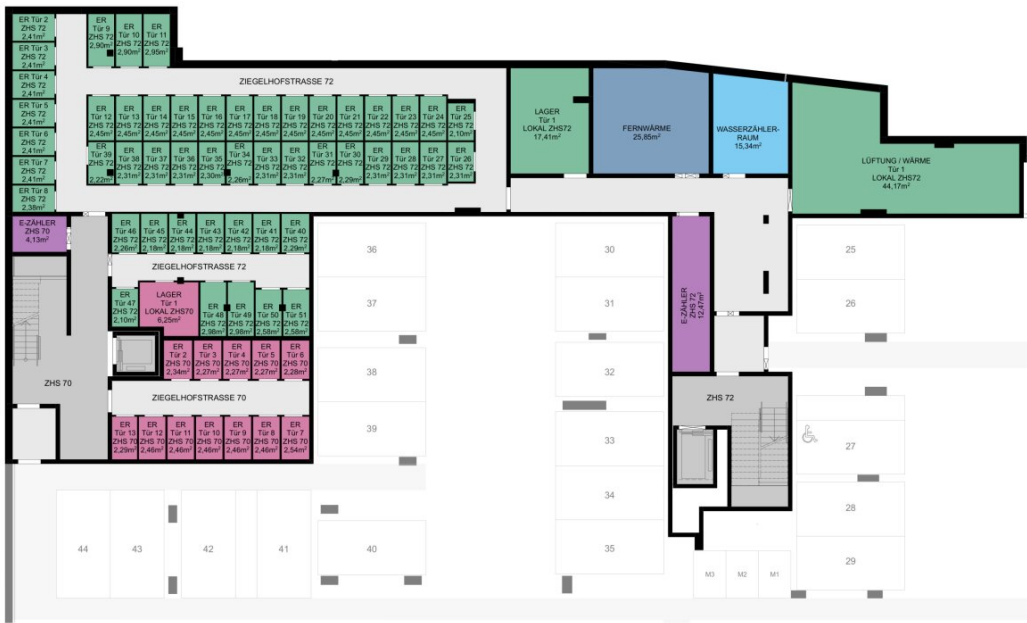 ER Tür 2
ZHS 72
2,41m²
ER Tür 3
ZHS 72
2,41m²
ER Tür 4
ZHS 72
2,41m²
ER Tür 5
ZHS 72
2,41m²
ER Tür 6
ZHS 72
2,41m²
ER Tür 7
ZHS 72
2,41m²
ER Tür 8
ZHS 72
2,38m²
ER
Tür 9
ZHS 72
2,90m²
ER
Tür 10
ZHS 72
2,90m²
ER
Tür 11
ZHS 72
2,95m²
ZIEGELHOFSTRASSE 72
ER
Tür 12
ZHS 72
2,45m²
ER
Tür 13
ZHS 72
2,45m²
ER
Tür 14
ZHS 72
2,45m²
ER
Tür 15
ZHS 72
2,45m²
ER
Tür 16
ZHS 72
2,45m²
ER
Tür 17
ZHS 72
2,45m²
ER
Tür 18
ZHS 72
2,45m²
ER
Tür 19
ZHS 72
2,45m²
ER
Tür 20
ZHS 72
2,45m²
ER
Tür 21
ZHS 72
2,45m²
ER
Tür 22
ZHS 72
2,45m²
ER
Tür 23
ZHS 72
2,45m²
ER
Tür 24
ZHS 72
2,45m²
ER
Tür 25
ZHS 72
2,10m²
ER
Tür 39
ZHS 72
2,22m²
ER
Tür 38
ZHS 72
2,31m²
ER
Tür 37
ZHS 72
2,31m²
ER
Tür 36
ZHS 72
2,31m²
ER
Tür 35
ZHS 72
2,30m²
ER
Tür 34
ZHS 72
2,26m²
ER
Tür 33
ZHS 72
2,31m²
ER
Tür 32
ZHS 72
2,31m²
ER
Tür 31
ZHS 72
2,27m²
ER
Tür 30
ZHS 72
2,29m²
ER
Tür 29
ZHS 72
2,31m²
ER
Tür 28
ZHS 72
2,31m²
ER
Tür 27
ZHS 72
2,31m²
ER
Tür 26
ZHS 72
2,31m²
LAGER
Tür 1
LOKAL ZHS72
17,41m²
FERNWÄRME
25,85m²
WASSERZÄHLER-
RAUM
15,34m²
LÜFTUNG / WÄRME
Tür 1
LOKAL ZHS72
44,17m²
E-ZÄHLER
ZHS 70
4,13m²
ER
Tür 46
ZHS 72
2,26m²
ER
Tür 45
ZHS 72
2,18m²
ER
Tür 44
ZHS 72
2,18m²
ER
Tür 43
ZHS 72
2,18m²
ER
Tür 42
ZHS 72
2,18m²
ER
Tür 41
ZHS 72
2,18m²
ER
Tür 40
ZHS 72
2,29m²
ZIEGELHOFSTRASSE 72
ER
Tür 47
ZHS 72
2,10m²
LAGER
Tür 1
LOKAL ZHS70
6,25m²
ER
Tür 48
ZHS 72
2,98m²
ER
Tür 49
ZHS 72
2,98m²
ER
Tür 50
ZHS 72
2,58m²
ER
Tür 51
ZHS 72
2,58m²
ER
Tür 2
ZHS 70
2,34m²
ER
Tür 3
ZHS 70
2,27m²
ER
Tür 4
ZHS 70
2,27m²
ER
Tür 5
ZHS 70
2,27m²
ER
Tür 6
ZHS 70
2,28m²
ZHS 70
ZIEGELHOFSTRASSE 70
ER
Tür 13
ZHS 70
2,29m²
ER
Tür 12
ZHS 70
2,46m²
ER
Tür 11
ZHS 70
2,46m²
ER
Tür 10
ZHS 70
2,46m²
ER
Tür 9
ZHS 70
2,46m²
ER
Tür 8
ZHS 70
2,46m²
ER
Tür 7
ZHS 70
2,54m²
36
37
38
39
30
31
32
33
34
35
E-ZÄHLER
ZHS 72
12,47m²
ZHS 72
25
26
27
28
29
44
43
42
41
40
M3
M2
M1